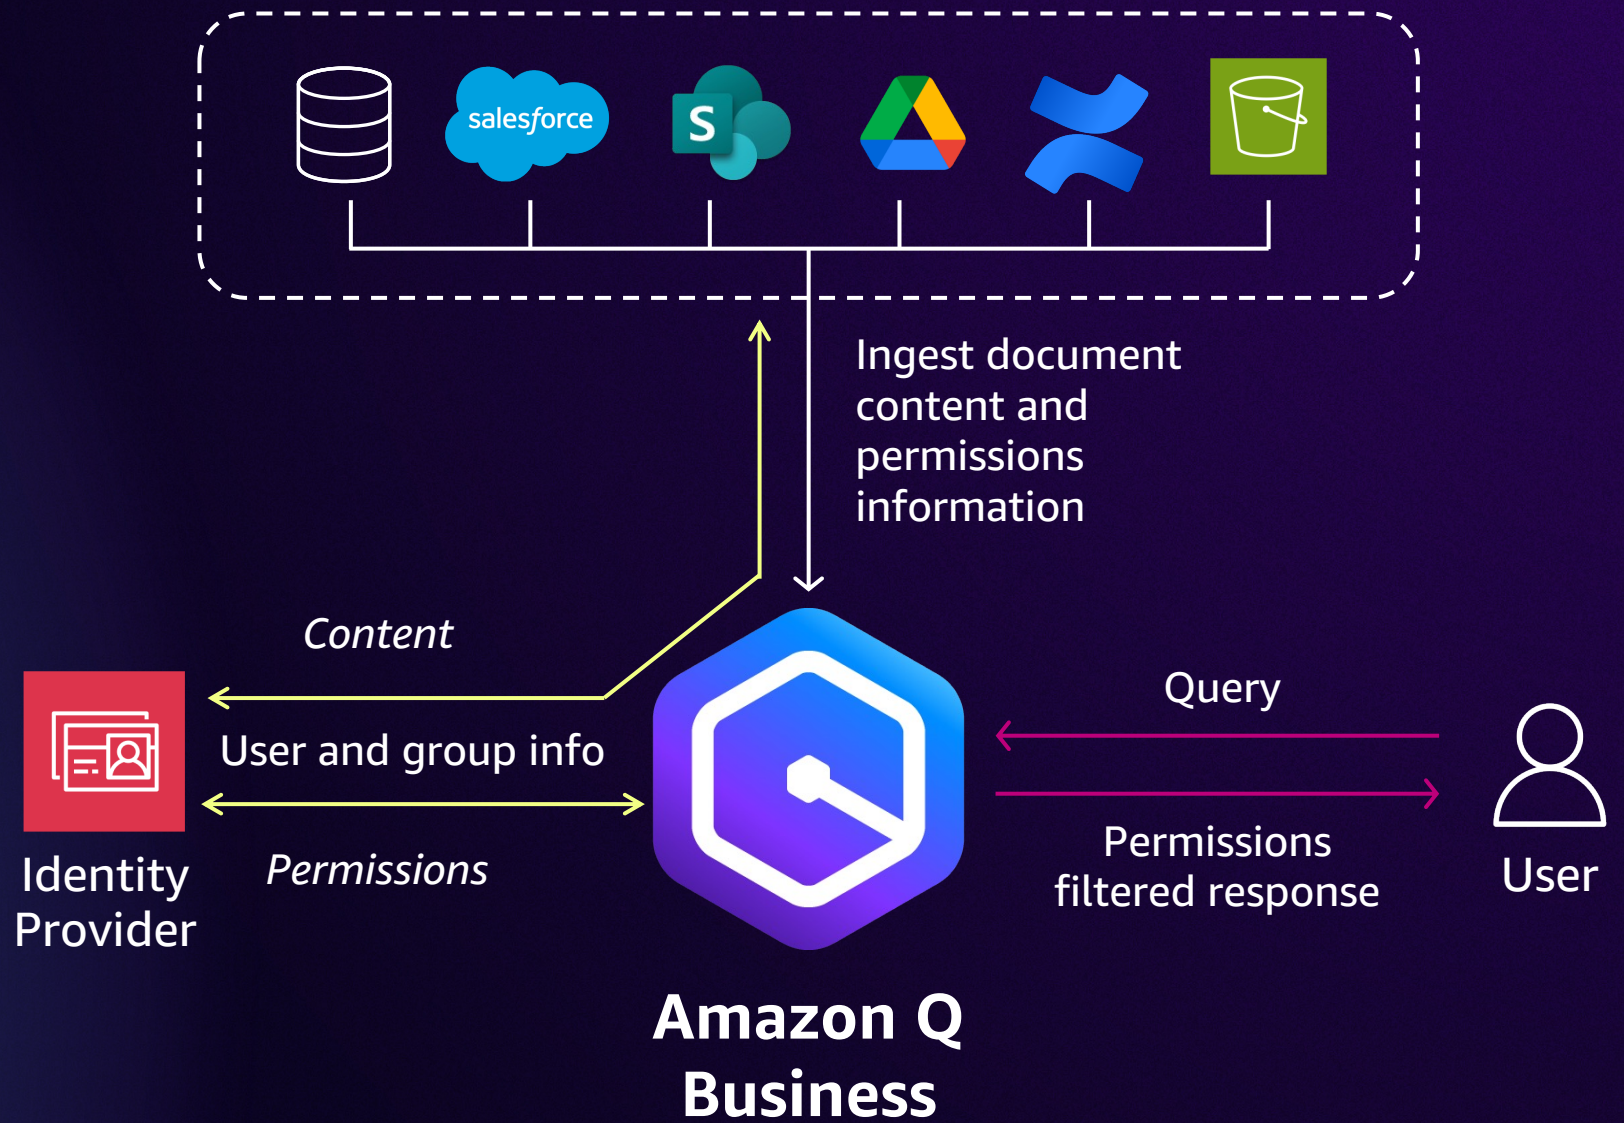 salesforce
S
Ingest document
content and
permissions
information
Content
User and group info
Permissions
Identity
Provider
Query
Permissions
filtered response
User
Amazon Q
Business